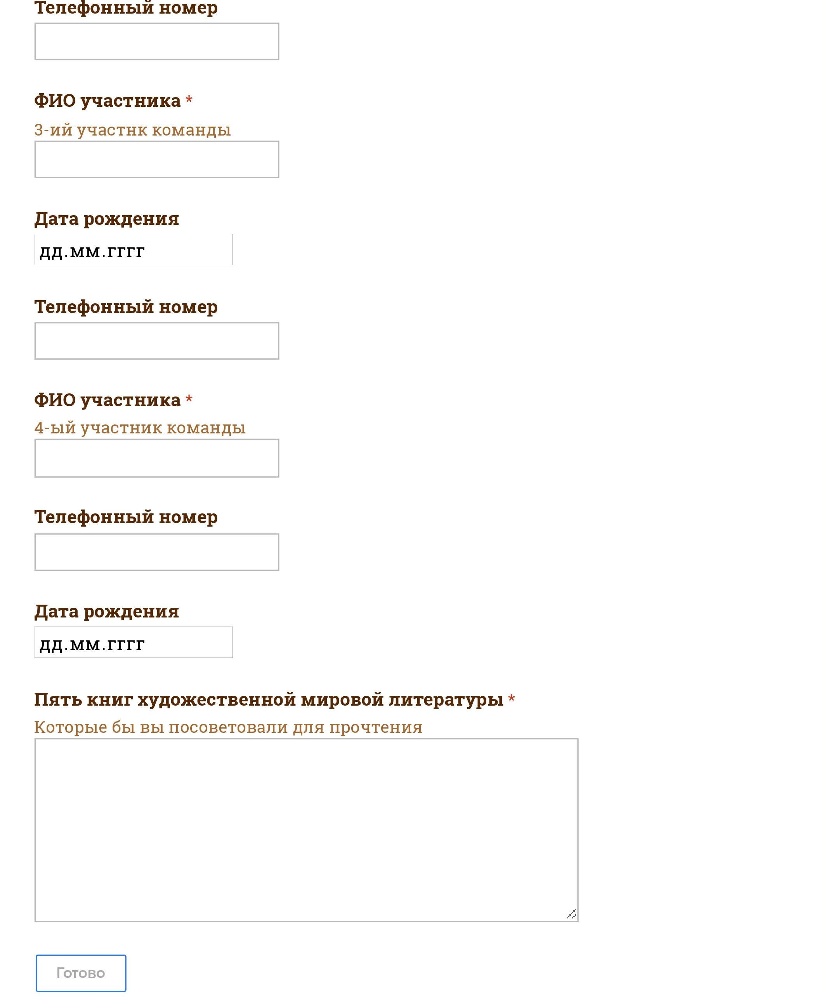 Телефонный номер
ФИО участника *
3-ий участнк команды
Дата рождения
дд.мм.гггг
Телефонный номер
ФИО участника *
4-ый участник команды
Телефонный номер
Дата рождения
дд.мм.гггг
Пять книг художественной мировой литературы *
Которые бы вы посоветовали для прочтения
Готово